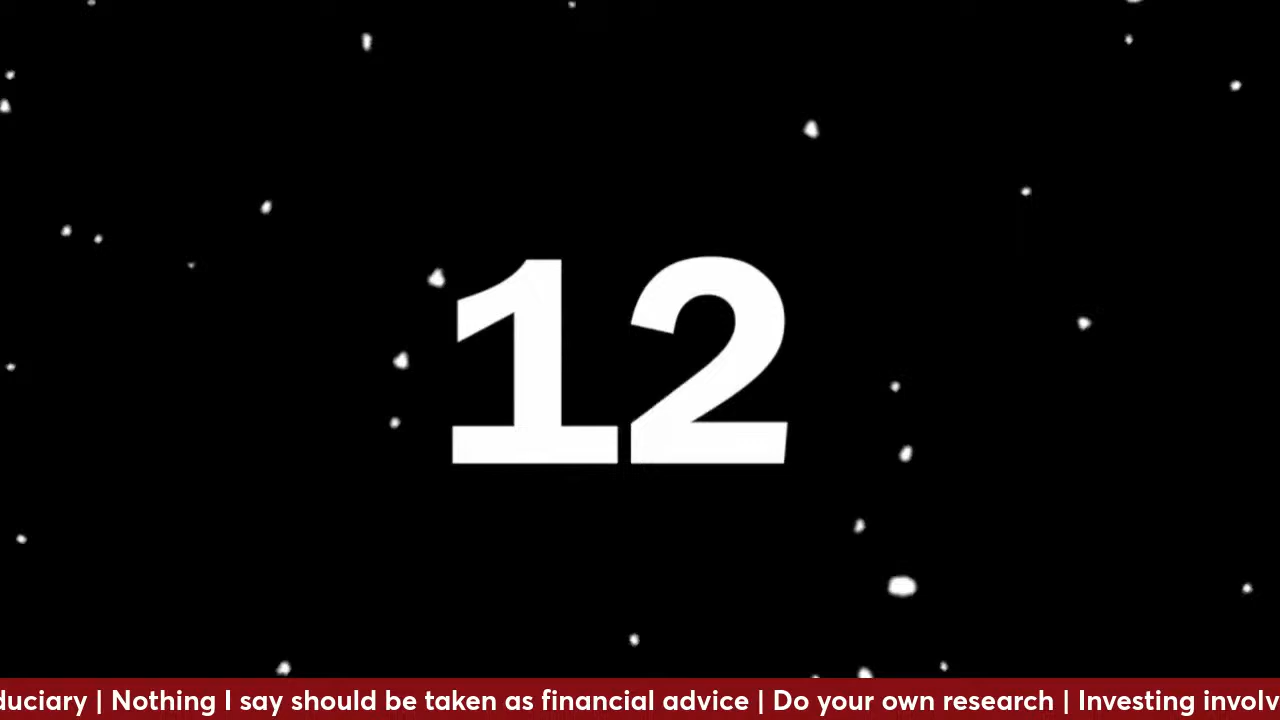 12
duciary | Nothing I say should be taken as financial advice | Do your own research | Investing involv